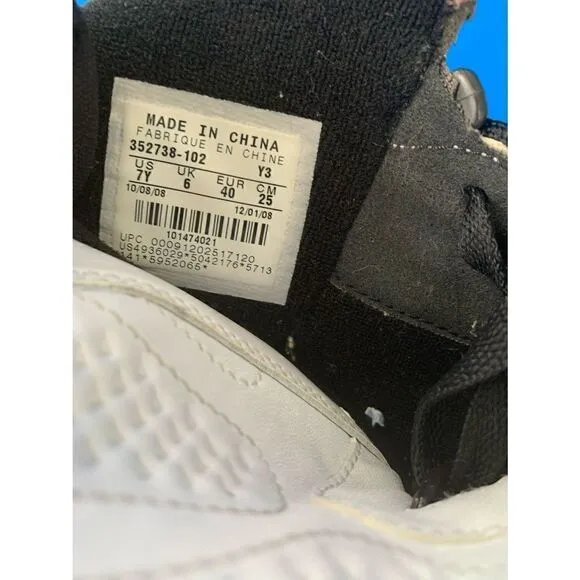 MADE IN CHINA
FABRIQUE EN CHINE
352738-102 Y3
US UK EUR CM
7Y 6 40 25
10/08/08 12/01/08
101474021
UPC 00091202517120
US4936029*5042176*5713
141*5952065*